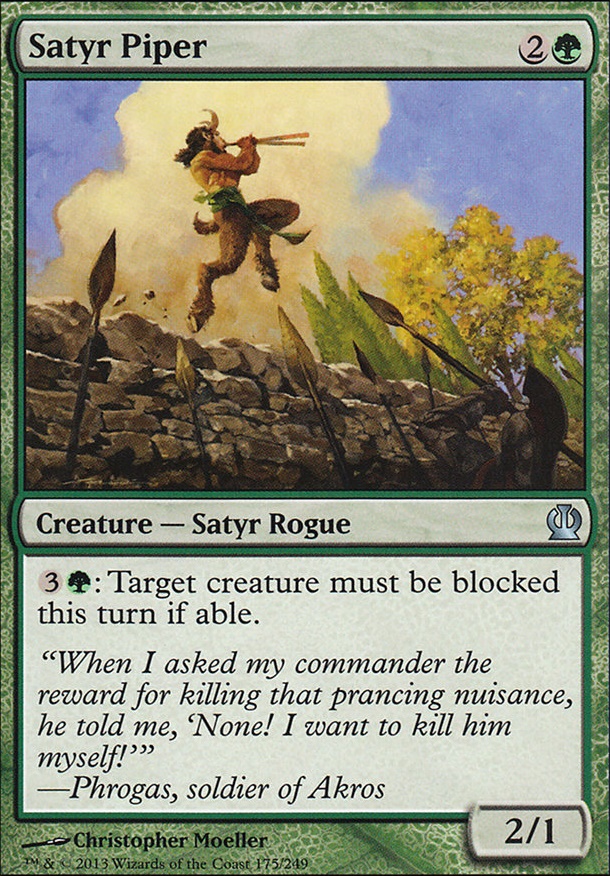 Satyr Piper 2
Creature — Satyr Rogue
3: Target creature must be blocked
this turn if able.
“When I asked my commander the
reward for killing that prancing nuisance,
he told me, ‘None! I want to kill him
myself!’”
—Phrogas, soldier of Akros
2/1
Christopher Moeller
™ & © 2013 Wizards of the Coast 175/249